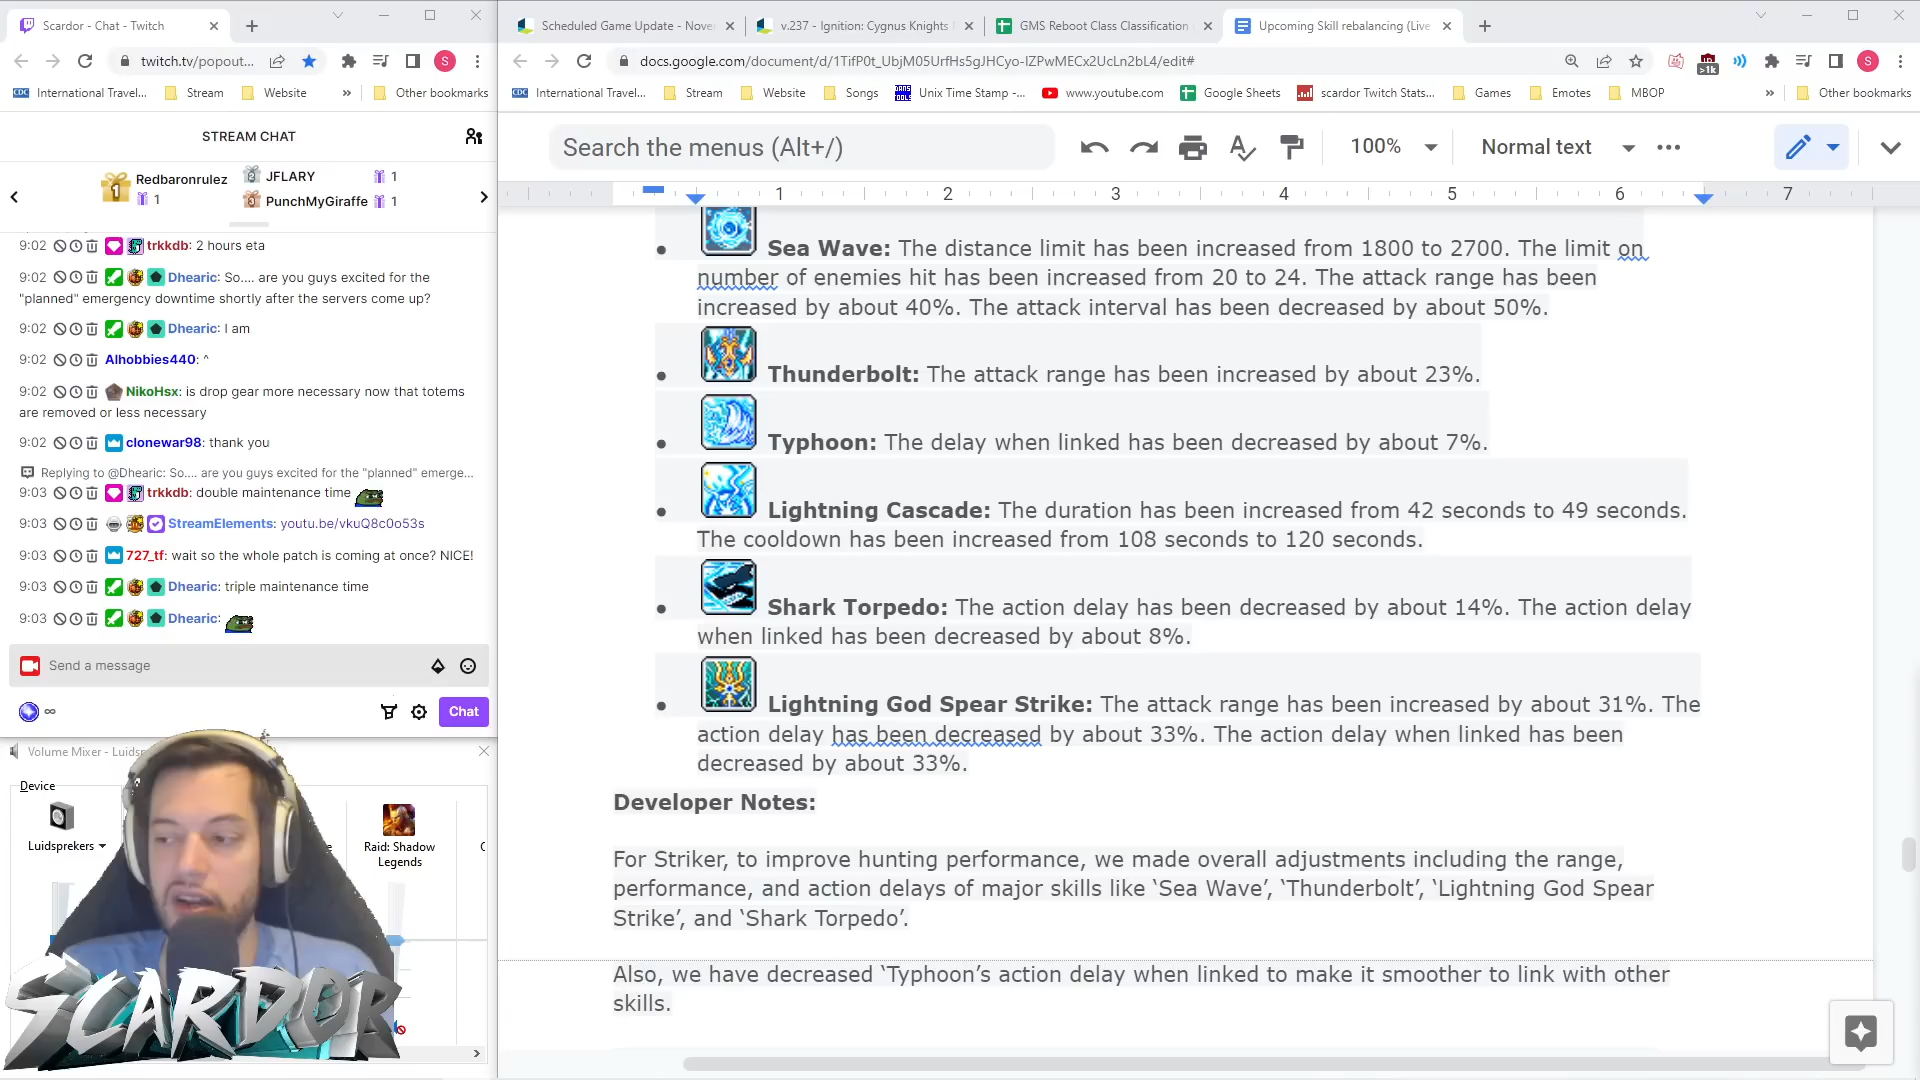 Scardor - Chat - Twitch
Scheduled Game Update - Nove
v.237 - Ignition: Cygnus Knights
GMS Reboot Class Classification
Upcoming Skill rebalancing (Live
twitch.tv/popout...
S
docs.google.com/document/d/1TifP0t_UbjM05UrfHs5gJHCyo-IZPwMECx2UcLn2bL4/edit#
>1k
S
CDC International Travel...
Stream
Website
»
Other bookmarks
CDC International Travel...
Stream
Website
Songs
Unix Time Stamp -...
www.youtube.com
Google Sheets
scardor Twitch Stats...
Games
Emotes
MBOP
»
Other bookmarks
STREAM CHAT
Search the menus (Alt+/)
100%
Normal text
1 Redbaronrulez 1
2 JFLARY 1
3 PunchMyGiraffe 1
1 2 3 4 5 6 7
9:02 trkkdb: 2 hours eta
9:02 Dhearic: So.... are you guys excited for the
"planned" emergency downtime shortly after the servers come up?
9:02 Dhearic: I am
9:02 Alhobbies440: ^
9:02 NikoHsx: is drop gear more necessary now that totems
are removed or less necessary
9:02 clonewar98: thank you
Replying to @Dhearic: So.... are you guys excited for the "planned" emerge...
9:03 trkkdb: double maintenance time
9:03 StreamElements: youtu.be/vkuQ8c0o53s
9:03 727_tf: wait so the whole patch is coming at once? NICE!
9:03 Dhearic: triple maintenance time
9:03 Dhearic:
Send a message
∞
Chat
Volume Mixer - Luidsp
Device
Luidsprekers
Raid: Shadow
Legends
SCARDOR
• Sea Wave: The distance limit has been increased from 1800 to 2700. The limit on
number of enemies hit has been increased from 20 to 24. The attack range has been
increased by about 40%. The attack interval has been decreased by about 50%.
• Thunderbolt: The attack range has been increased by about 23%.
• Typhoon: The delay when linked has been decreased by about 7%.
• Lightning Cascade: The duration has been increased from 42 seconds to 49 seconds.
The cooldown has been increased from 108 seconds to 120 seconds.
• Shark Torpedo: The action delay has been decreased by about 14%. The action delay
when linked has been decreased by about 8%.
• Lightning God Spear Strike: The attack range has been increased by about 31%. The
action delay has been decreased by about 33%. The action delay when linked has been
decreased by about 33%.
Developer Notes:
For Striker, to improve hunting performance, we made overall adjustments including the range,
performance, and action delays of major skills like ‘Sea Wave’, ‘Thunderbolt’, ‘Lightning God Spear
Strike’, and ‘Shark Torpedo’.
Also, we have decreased ‘Typhoon’s action delay when linked to make it smoother to link with other
skills.